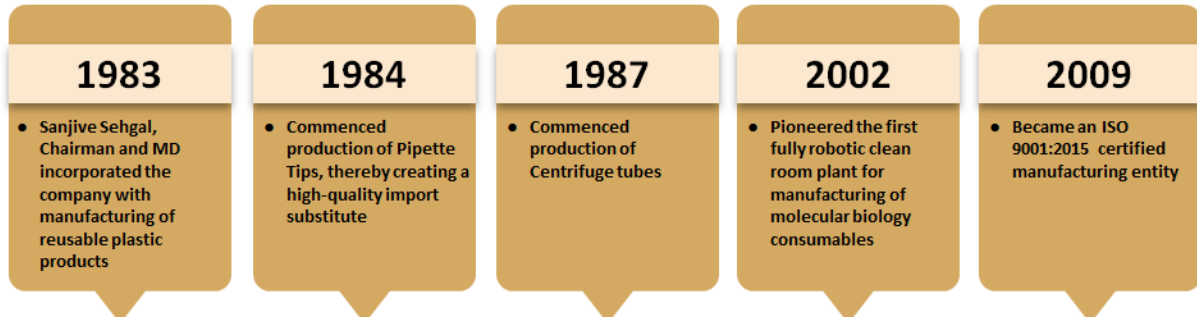 1983
● Sanjive Sehgal,
Chairman and MD
incorporated the
company with
manufacturing of
reusable plastic
products
1984
● Commenced
production of Pipette
Tips, thereby creating a
high-quality import
substitute
1987
● Commenced
production of
Centrifuge tubes
2002
● Pioneered the first
fully robotic clean
room plant for
manufacturing of
molecular biology
consumables
2009
● Became an ISO
9001:2015 certified
manufacturing entity